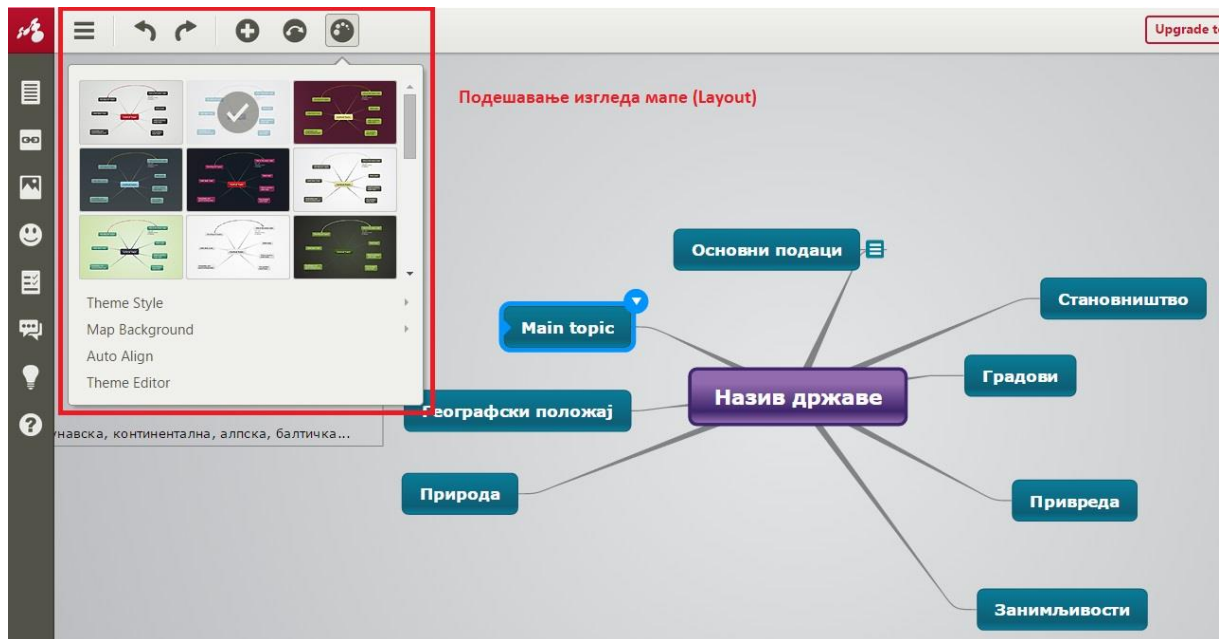 Upgrade to
Подешавање изгледа мапе (Layout)
Theme Style
Map Background
Auto Align
Theme Editor
Основни подаци
Становништво
Main topic
Градови
Назив државе
Географски положај
унавска, континентална, алпска, балтичка...
Природа
Привреда
Занимљивости